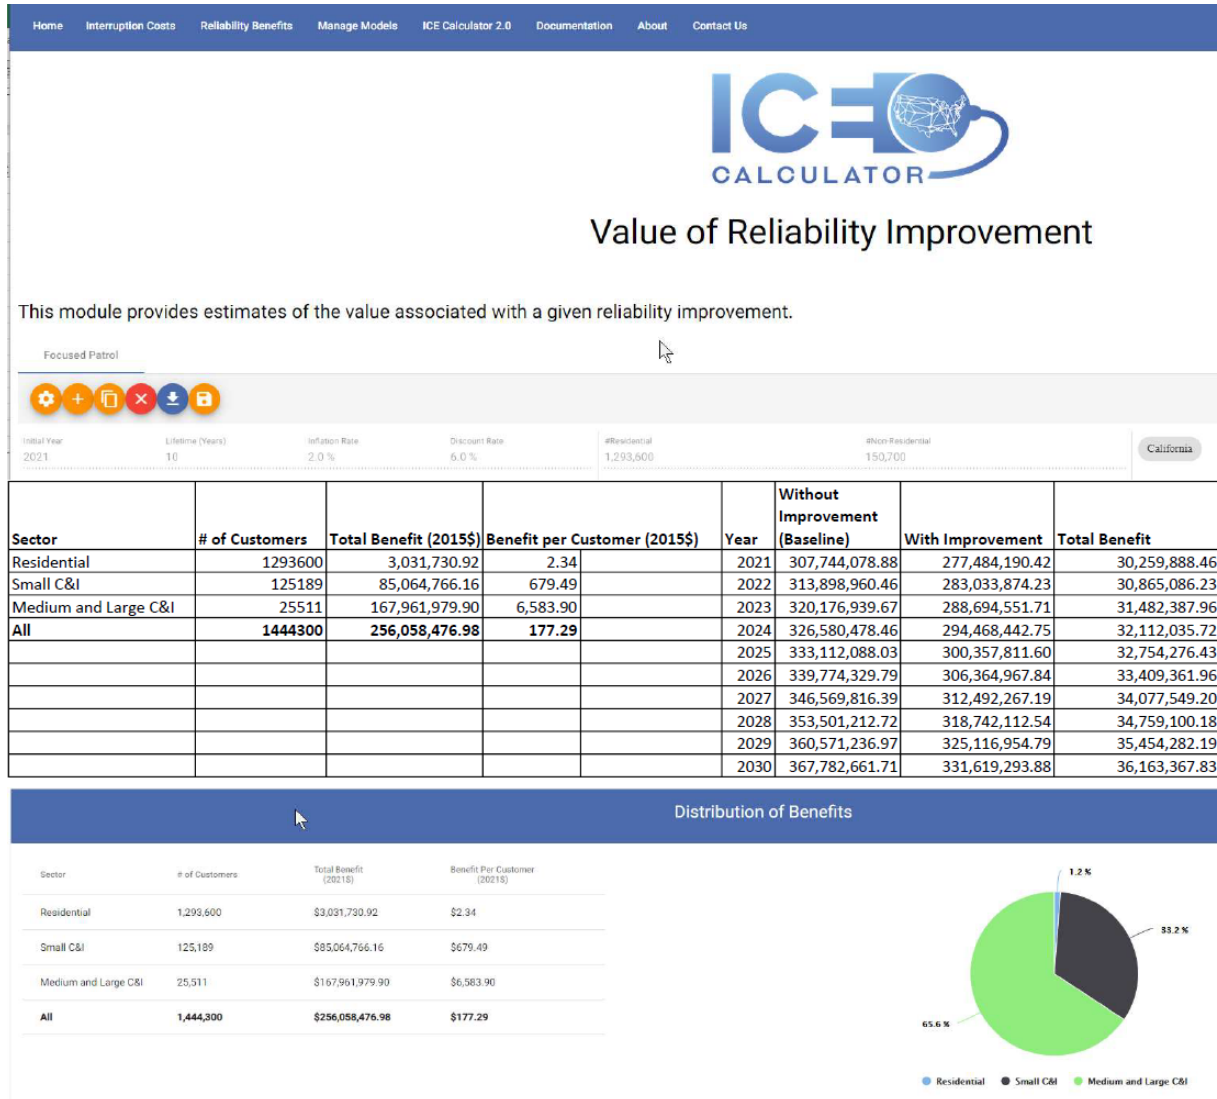 Home Interruption Costs Reliability Benefits Manage Models ICE Calculator 2.0 Documentation About Contact Us
ICE
CALCULATOR
Value of Reliability Improvement
This module provides estimates of the value associated with a given reliability improvement.
Focused Patrol
Initial Year Lifetime (Years) Inflation Rate Discount Rate #Residential #Non-Residential
2021 10 2.0 % 6.0 % 1,293,600 150,700 California
Without
Improvement
Sector # of Customers Total Benefit (2015$) Benefit per Customer (2015$) Year (Baseline) With Improvement Total Benefit
Residential 1293600 3,031,730.92 2.34 2021 307,744,078.88 277,484,190.42 30,259,888.46
Small C&I 125189 85,064,766.16 679.49 2022 313,898,960.46 283,033,874.23 30,865,086.23
Medium and Large C&I 25511 167,961,979.90 6,583.90 2023 320,176,939.67 288,694,551.71 31,482,387.96
All 1444300 256,058,476.98 177.29 2024 326,580,478.46 294,468,442.75 32,112,035.72
2025 333,112,088.03 300,357,811.60 32,754,276.43
2026 339,774,329.79 306,364,967.84 33,409,361.96
2027 346,569,816.39 312,492,267.19 34,077,549.20
2028 353,501,212.72 318,742,112.54 34,759,100.18
2029 360,571,236.97 325,116,954.79 35,454,282.19
2030 367,782,661.71 331,619,293.88 36,163,367.83
Distribution of Benefits
Sector # of Customers Total Benefit (2021$) Benefit Per Customer (2021$)
Residential 1,293,600 $3,031,730.92 $2.34
Small C&I 125,189 $85,064,766.16 $679.49
Medium and Large C&I 25,511 $167,961,979.90 $6,583.90
All 1,444,300 $256,058,476.98 $177.29
1.2 %
33.2 %
65.6 %
Residential Small C&I Medium and Large C&I